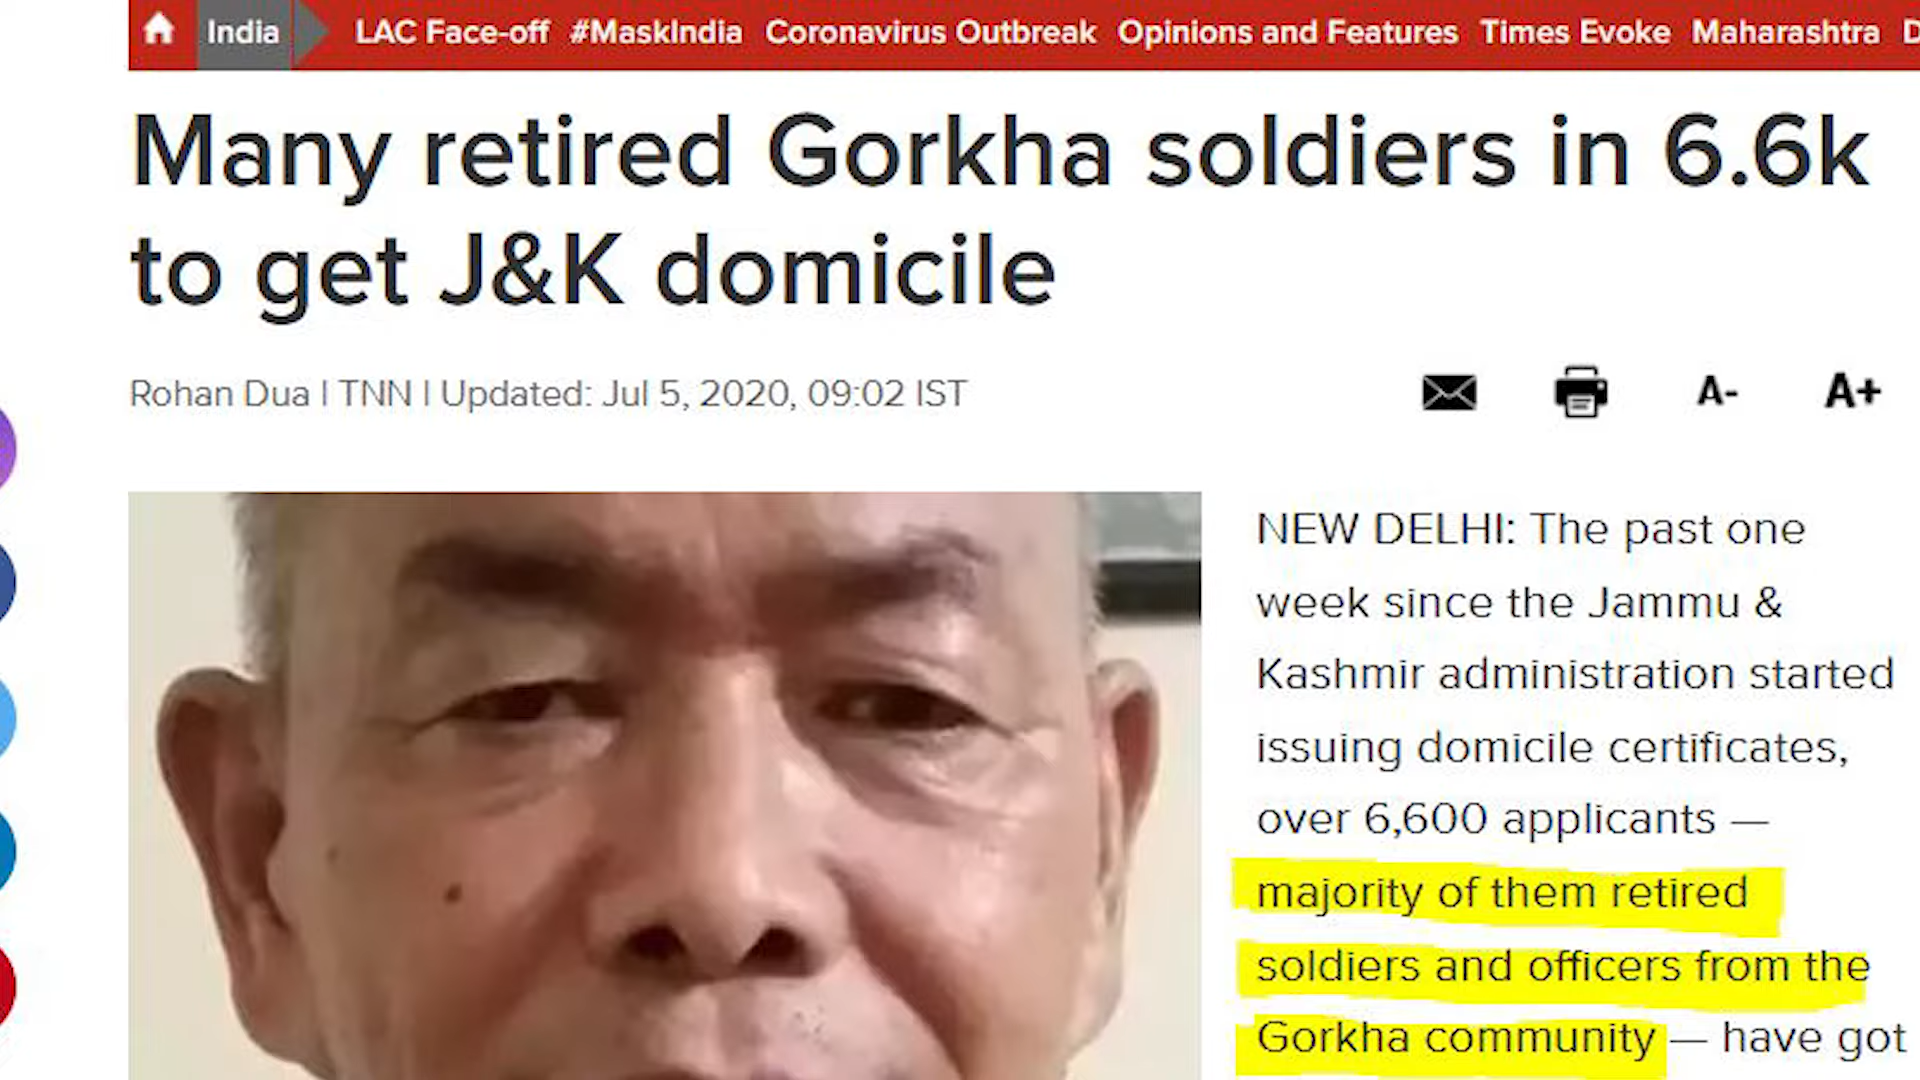 India LAC Face-off #MaskIndia Coronavirus Outbreak Opinions and Features Times Evoke Maharashtra
Many retired Gorkha soldiers in 6.6k
to get J&K domicile
Rohan Dua | TNN | Updated: Jul 5, 2020, 09:02 IST
A- A+
NEW DELHI: The past one
week since the Jammu &
Kashmir administration started
issuing domicile certificates,
over 6,600 applicants —
majority of them retired
soldiers and officers from the
Gorkha community — have got